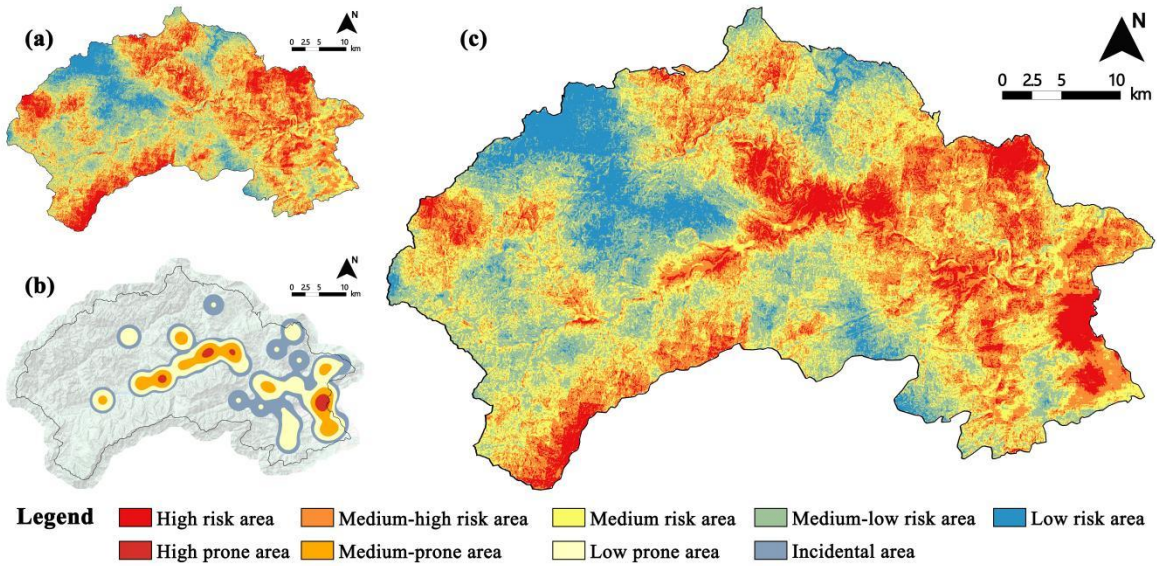 (a)
N
0 2.5 5 10
km
(b)
N
0 2.5 5 10
km
(c)
N
0 2.5 5 10
km
Legend
High risk area Medium-high risk area Medium risk area Medium-low risk area Low risk area
High prone area Medium-prone area Low prone area Incidental area